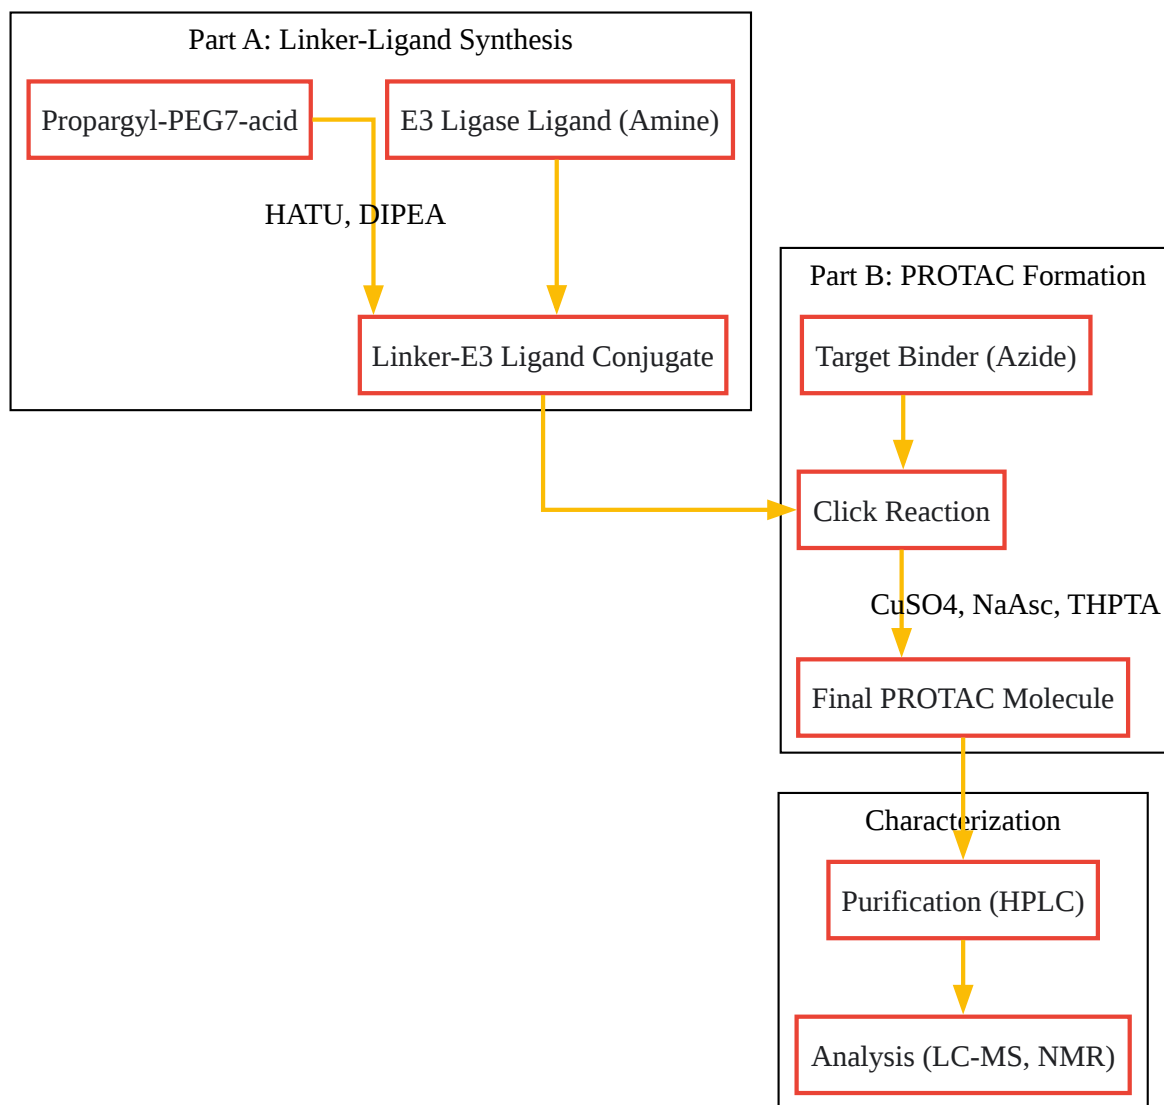 Part A: Linker-Ligand Synthesis
Propargyl-PEG7-acid
E3 Ligase Ligand (Amine)
HATU, DIPEA
Linker-E3 Ligand Conjugate
Part B: PROTAC Formation
Target Binder (Azide)
Click Reaction
CuSO4, NaAsc, THPTA
Final PROTAC Molecule
Characterization
Purification (HPLC)
Analysis (LC-MS, NMR)